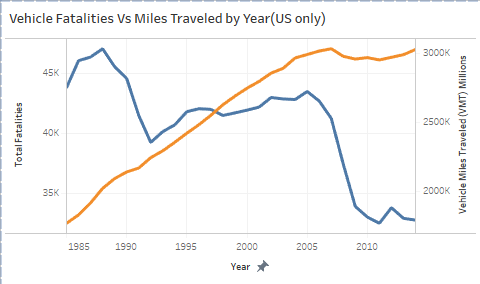 Vehicle Fatalities Vs Miles Traveled by Year(US only)
Total Fatalities
45K
40K
35K
3000K
2500K
2000K
Vehicle Miles Traveled (VMT) Millions
1985 1990 1995 2000 2005 2010
Year